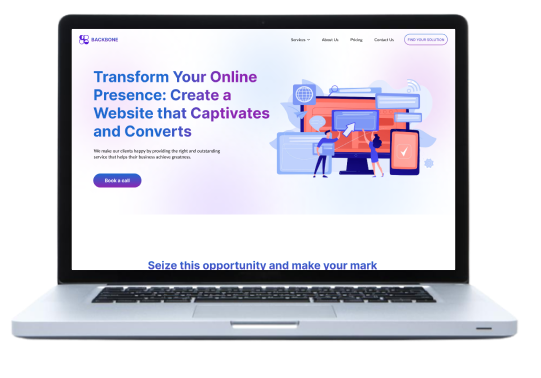 BACKBONE
Services About Us Pricing Contact Us FIND YOUR SOLUTION
Transform Your Online
Presence: Create a
Website that Captivates
and Converts
We make our clients happy by providing the right and outstanding
service that helps their business achieve greatness.
Book a call
Seize this opportunity and make your mark